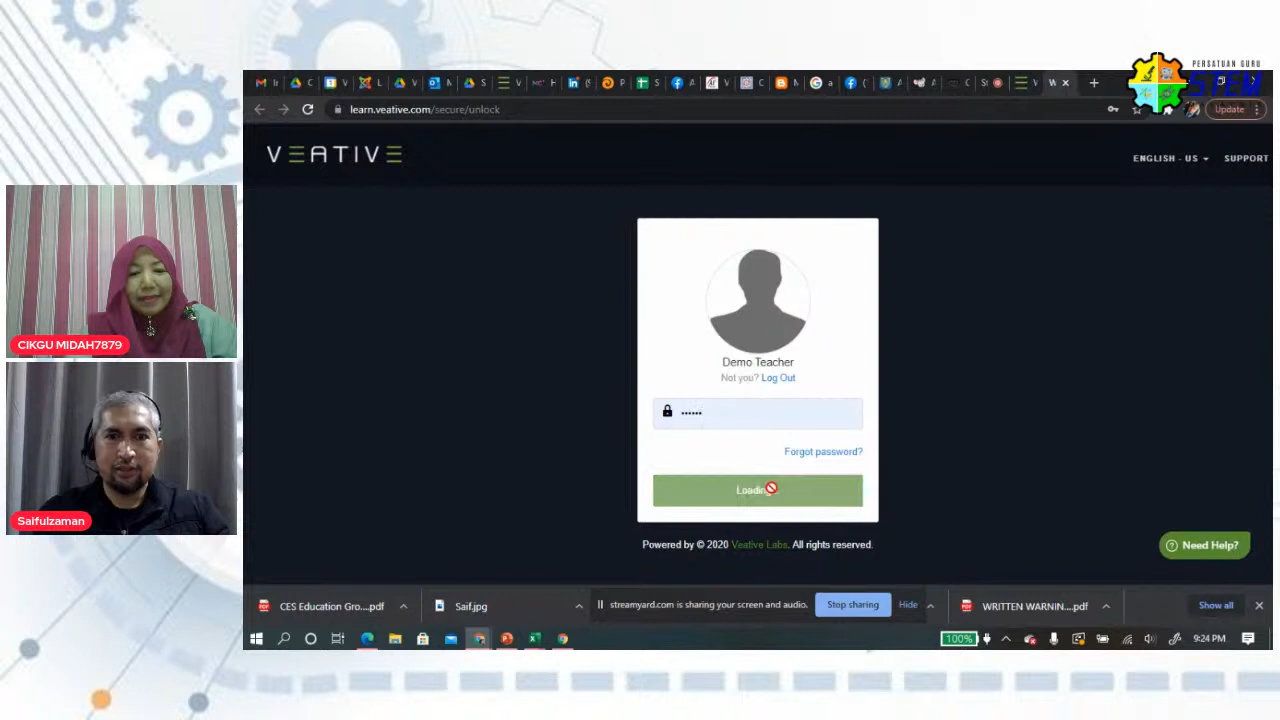 PERSATUAN GURU
STEM
learn.veative.com/secure/unlock
Update
VEATIVE
ENGLISH - US
SUPPORT
Demo Teacher
Not you? Log Out
••••••
Forgot password?
Loading
Powered by © 2020 Veative Labs. All rights reserved.
Need Help?
CIKGU MIDAH7879
Saifulzaman
CES Education Gro....pdf
Saif.jpg
streamyard.com is sharing your screen and audio.
Stop sharing
Hide
WRITTEN WARNIN....pdf
Show all
100%
9:24 PM